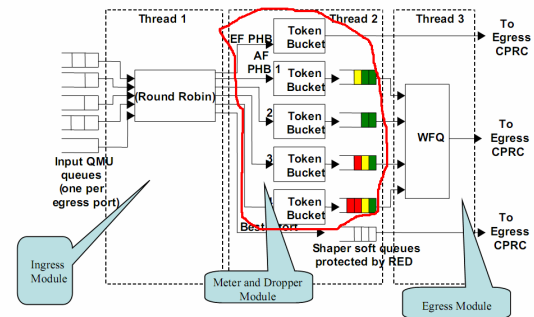 Thread 1
Thread 2
Thread 3
To
Egress
CPRC
EF PHB
Token
Bucket
AF
PHB 1
Token
Bucket
(Round Robin)
2
Token
Bucket
WFQ
To
Egress
CPRC
3
Token
Bucket
Input QMU
queues
(one per
egress port)
Token
Bucket
To
Egress
CPRC
Shaper soft queues
protected by RED
Ingress
Module
Meter and Dropper
Module
Egress Module